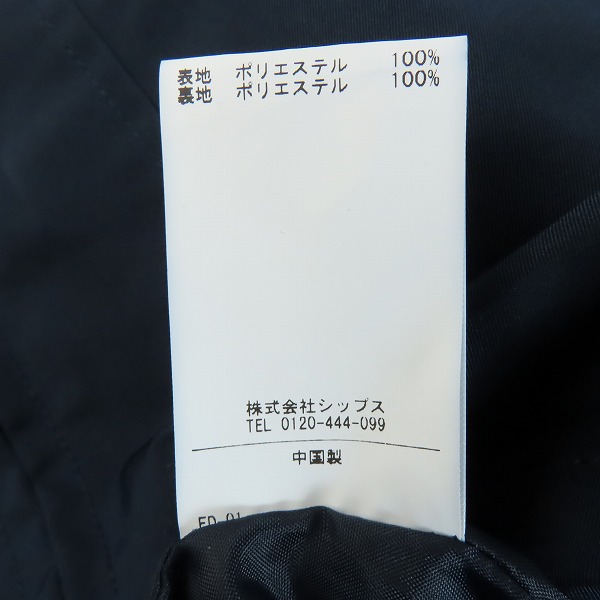 表地 ポリエステル 100%
裏地 ポリエステル 100%
株式会社シップス
TEL 0120-444-099
中国製